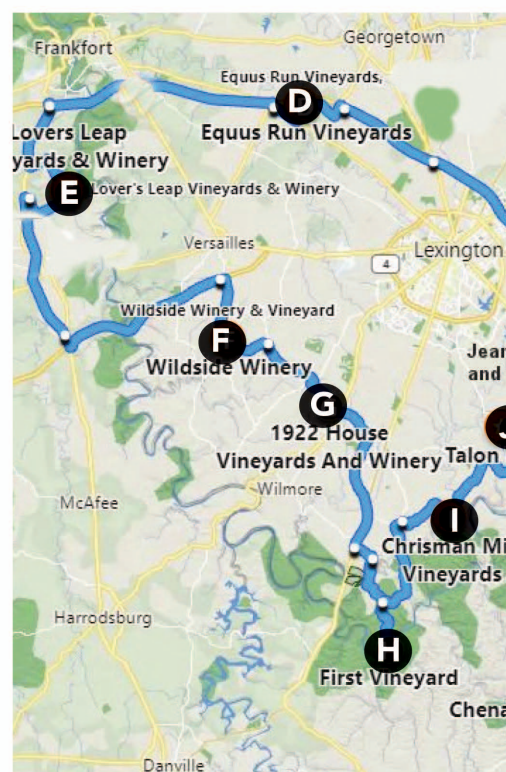 Frankfort
Georgetown
Equus Run Vineyards,
D
Equus Run Vineyards
Lovers Leap
yards & Winery
E
Lover's Leap Vineyards & Winery
Versailles
4
Lexington
Wildside Winery & Vineyard
F
Wildside Winery
Jear
and
G
1922 House
Vineyards And Winery
J
Talon
Wilmore
McAfee
I
Chrisman Mi
Vineyards
Harrodsburg
H
First Vineyard
Chena
Danville